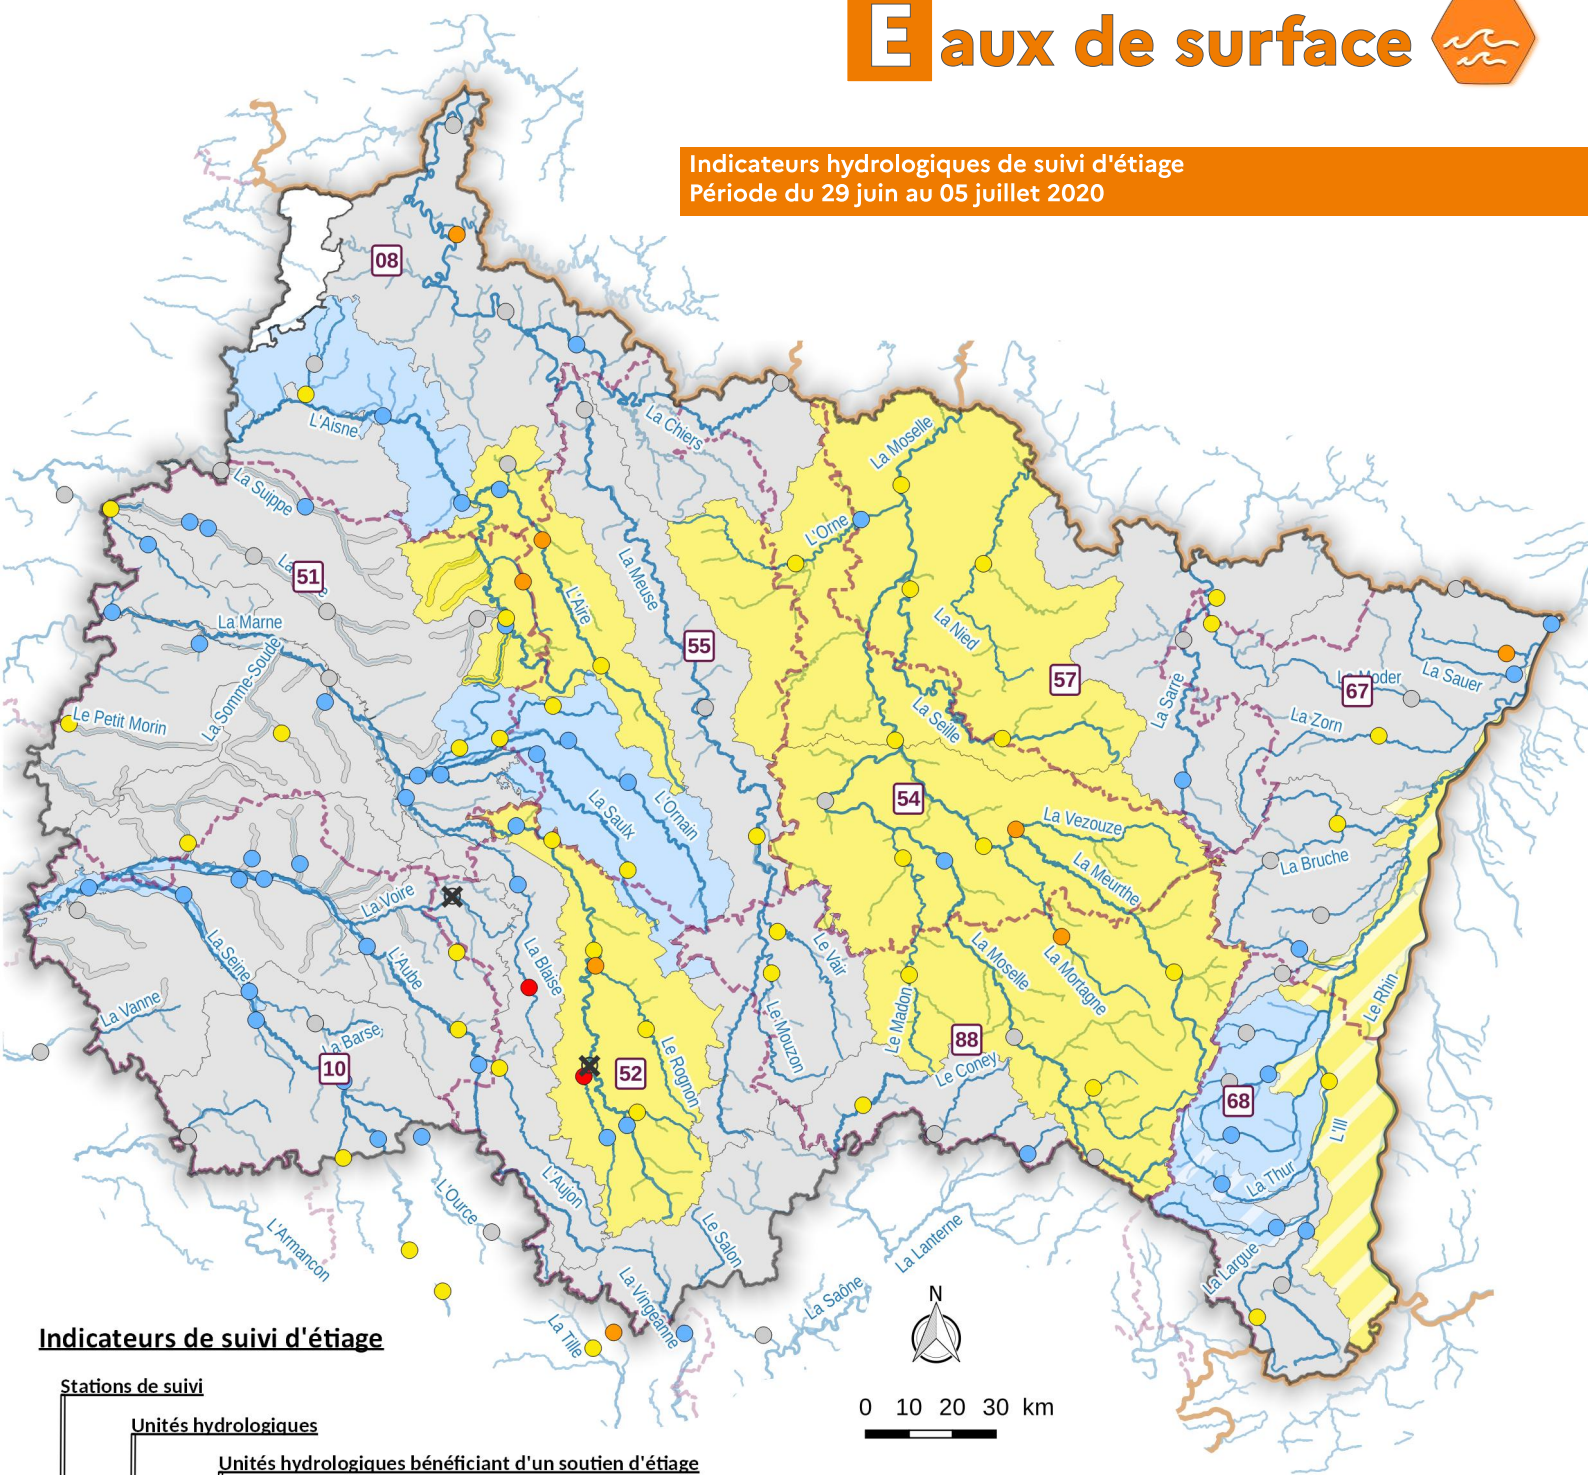 Eaux de surface
Indicateurs hydrologiques de suivi d'étiage
Période du 29 juin au 05 juillet 2020
08
L'Aisne
La Chiers
La Moselle
La Suippe
L'Orne
51
La
La Meuse
L'Aire
La Marne
55
La Nied
57
La Somme-Soude
Le Petit Morin
La Seille
La Sarre
La Moder
67
La Sauer
La Zorn
La Saulx
L'Ornain
54
La Vezouze
La Meurthe
La Bruche
La Voire
La Seine
L'Aube
La Blaise
Le Vair
La Moselle
La Mortagne
Le Rhin
La Vanne
La Barse
10
52
Le Rognon
Le Mouzon
Le Madon
88
Le Coney
68
L'Ill
La Thur
L'Aujon
L'Ource
L'Armançon
Le Salon
La Lanterne
La Largue
La Vingeanne
La Saône
La Tille
N
0 10 20 30 km
Indicateurs de suivi d'étiage
Stations de suivi
Unités hydrologiques
Unités hydrologiques bénéficiant d'un soutien d'étiage